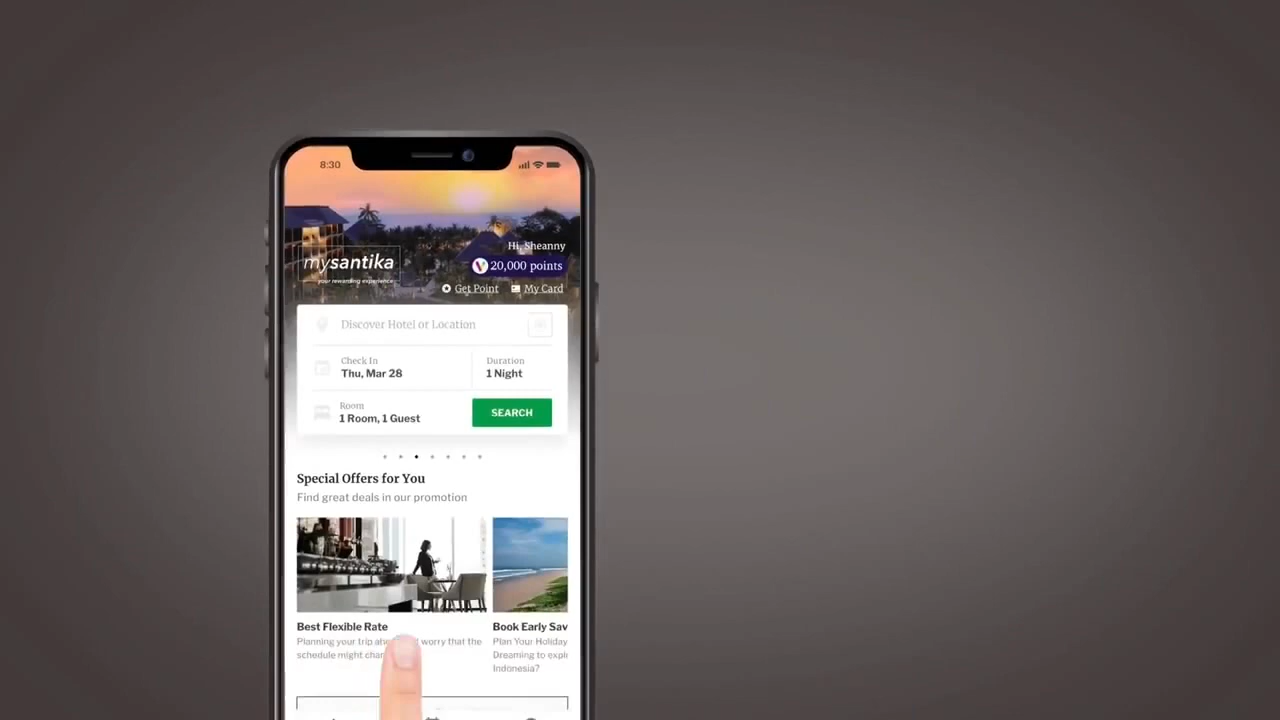 8:30
Hi, Sheanny
mysantika
your rewarding experience
20,000 points
Get Point
My Card
Discover Hotel or Location
Check In
Thu, Mar 28
Duration
1 Night
Room
1 Room, 1 Guest
SEARCH
Special Offers for You
Find great deals in our promotion
Best Flexible Rate
Planning your trip worry that the
schedule might
Book Early Sav
Plan Your Holiday
Dreaming to expl
Indonesia?